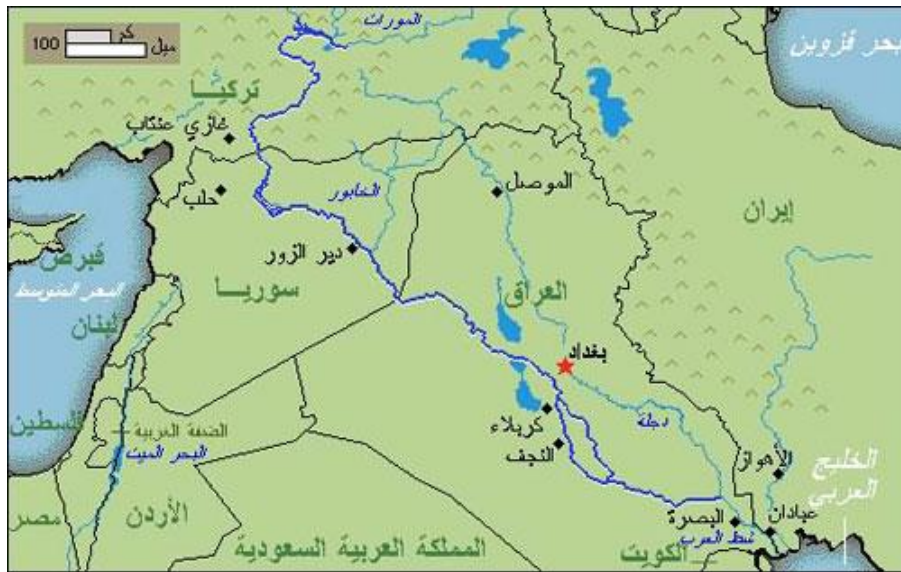 كم
100
ميل
المورات
بحر قزوين
تركيا
غازي عنتاب
حلب
الخابور
الموصل
إيران
دير الزور
قبرص
سوريـا
البحر المتوسط
العراق
لبنان
بغداد
فلسطين
الضفة الغربية
كربلاء
دجلة
البحر الميت
النجف
الأهواز
الخليج
العربي
الأردن
مصر
البصرة
عبادان
شط العرب
المملكة العربية السعودية
الكويت